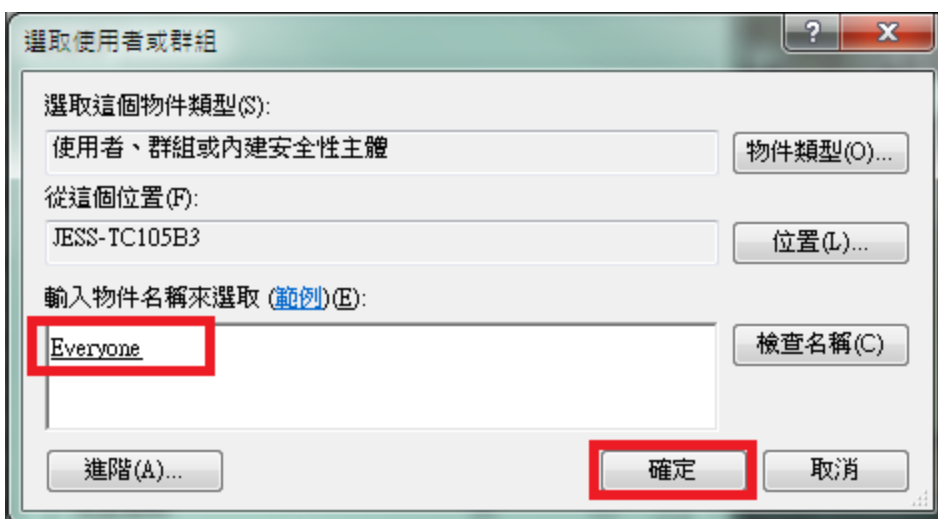 選取使用者或群組
選取這個物件類型(S):
使用者、群組或內建安全性主體
物件類型(O)...
從這個位置(F):
JESS-TC105B3
位置(L)...
輸入物件名稱來選取 (範例)(E):
Everyone
檢查名稱(C)
進階(A)...
確定
取消